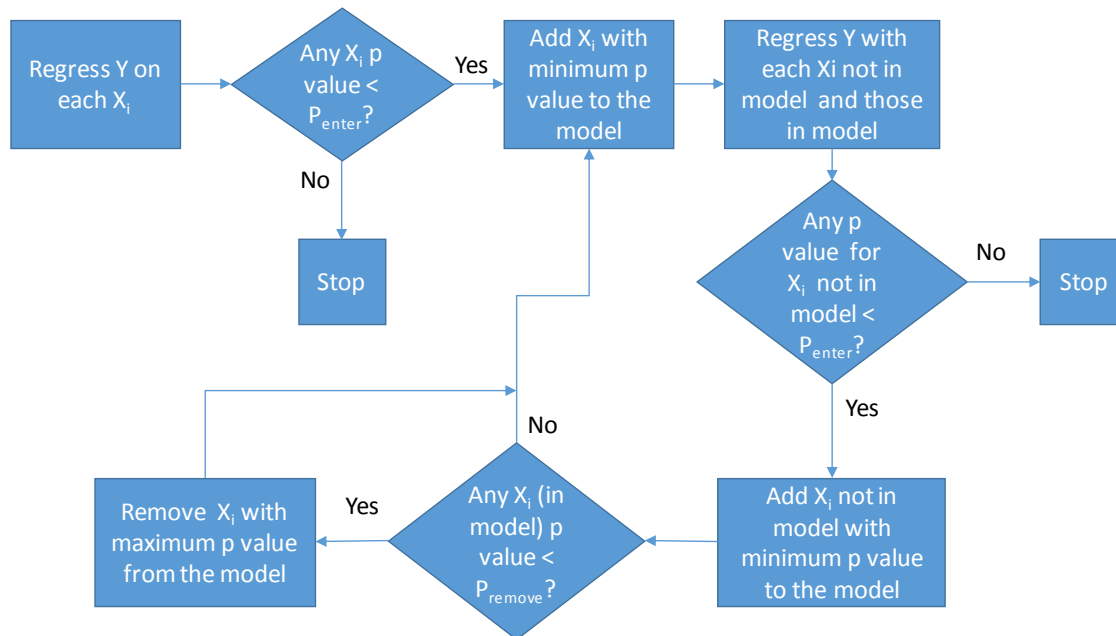 Regress Y on
each Xᵢ
Any Xᵢ p
value <
Pₑₙₜₑᵣ?
Yes
Add Xᵢ with
minimum p
value to the
model
Regress Y with
each Xi not in
model and those
in model
No
Stop
Any p
value for
Xᵢ not in
model <
Pₑₙₜₑᵣ?
No
Stop
Yes
Add Xᵢ not in
model with
minimum p value
to the model
Any Xᵢ (in
model) p
value <
Pᵣₑₘₒᵥₑ?
No
Yes
Remove Xᵢ with
maximum p value
from the model